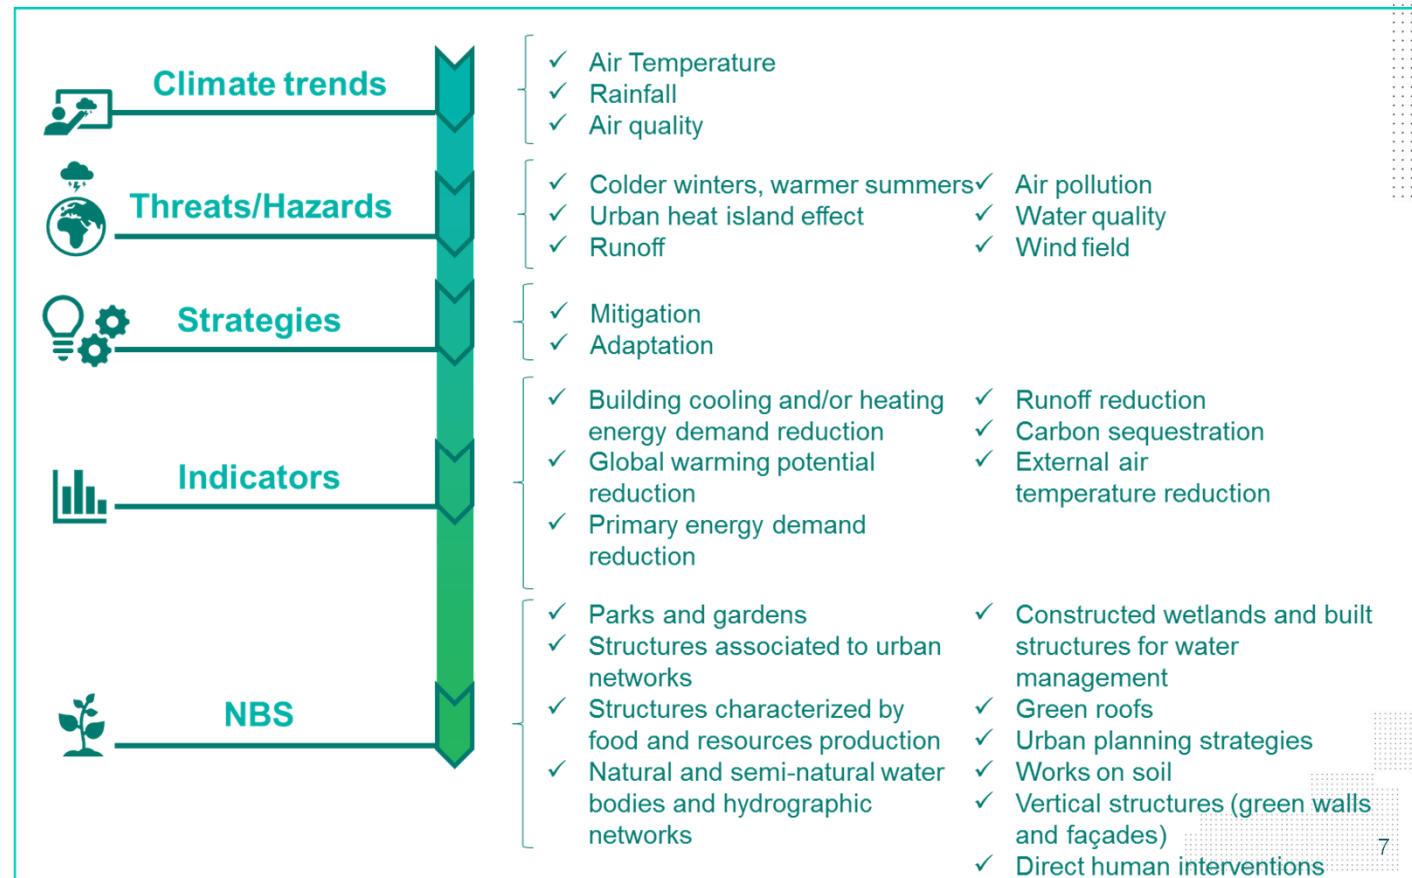 Climate trends
Air Temperature
Rainfall
Air quality
Threats/Hazards
Colder winters, warmer summers
Urban heat island effect
Runoff
Air pollution
Water quality
Wind field
Strategies
Mitigation
Adaptation
Indicators
Building cooling and/or heating
energy demand reduction
Global warming potential
reduction
Primary energy demand
reduction
Runoff reduction
Carbon sequestration
External air
temperature reduction
NBS
Parks and gardens
Structures associated to urban
networks
Structures characterized by
food and resources production
Natural and semi-natural water
bodies and hydrographic
networks
Constructed wetlands and built
structures for water
management
Green roofs
Urban planning strategies
Works on soil
Vertical structures (green walls
and façades)
Direct human interventions
7